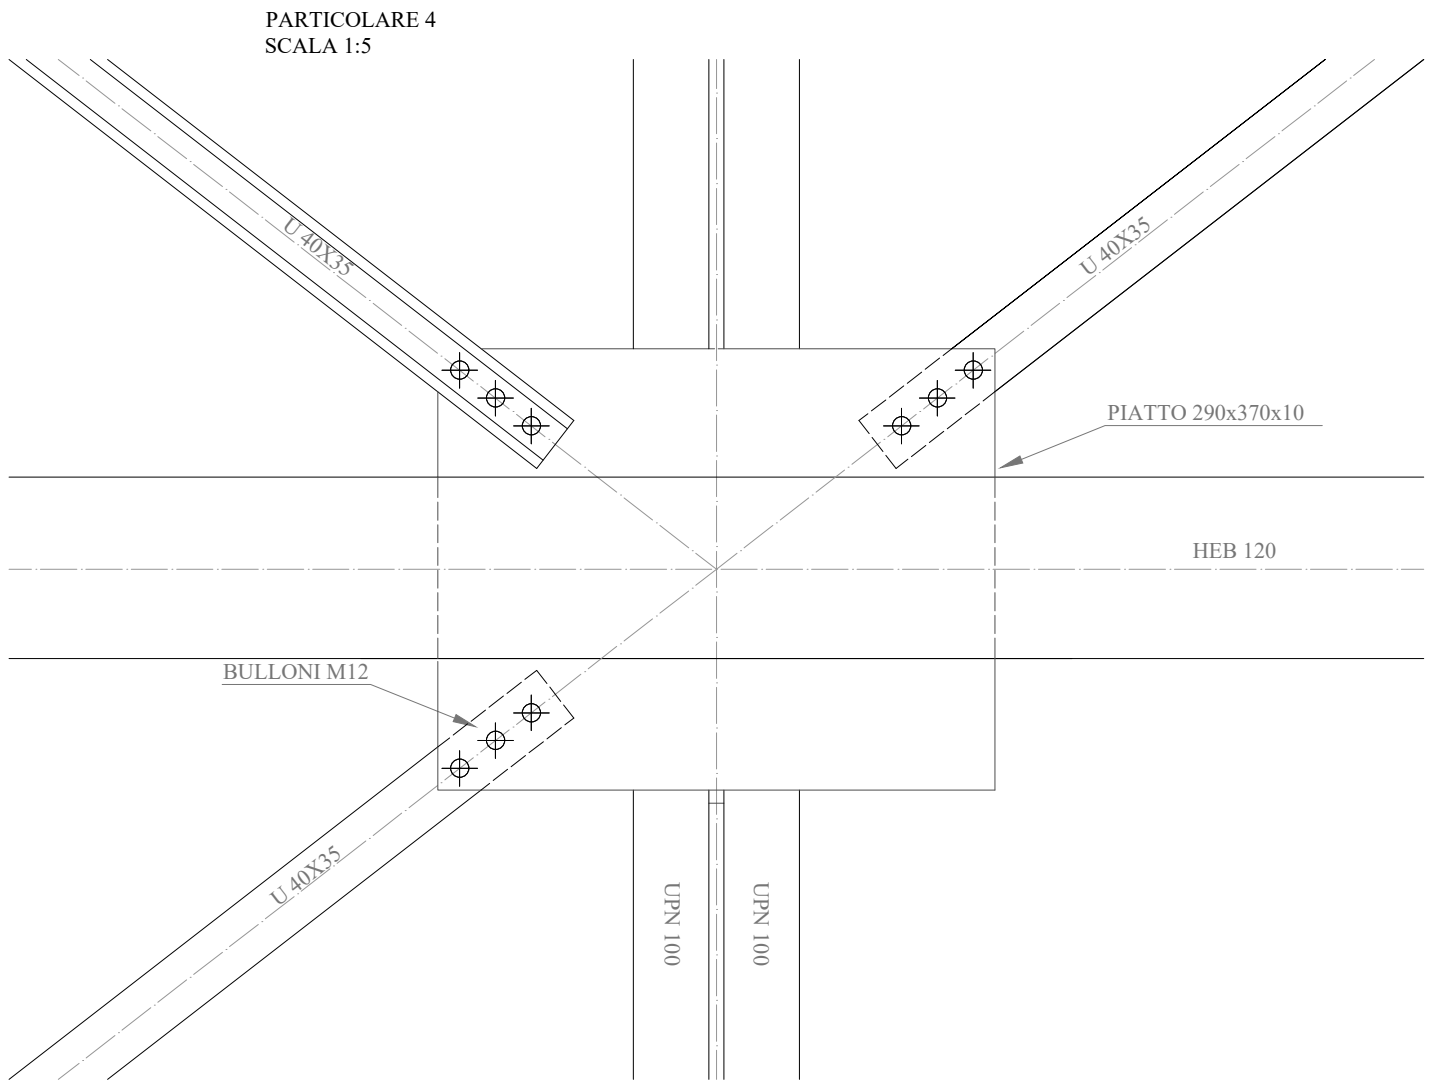 PARTICOLARE 4
SCALA 1:5
U 40X35
U 40X35
PIATTO 290x370x10
HEB 120
BULLONI M12
U 40X35
UPN 100
UPN 100